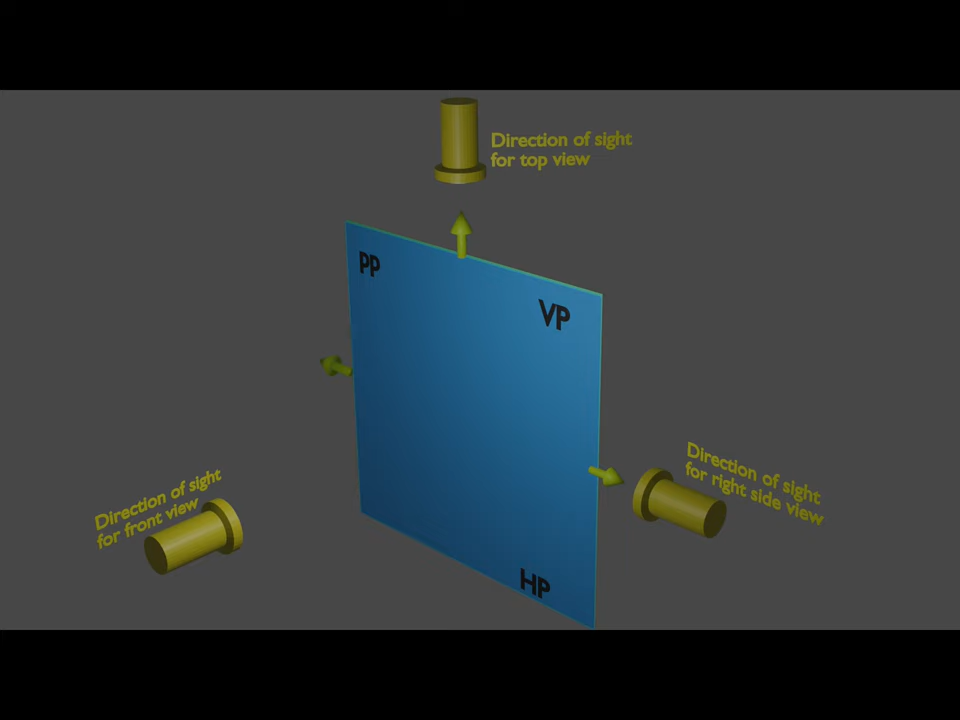 Direction of sight
for top view
PP
VP
Direction of sight
for right side view
Direction of sight
for front view
HP